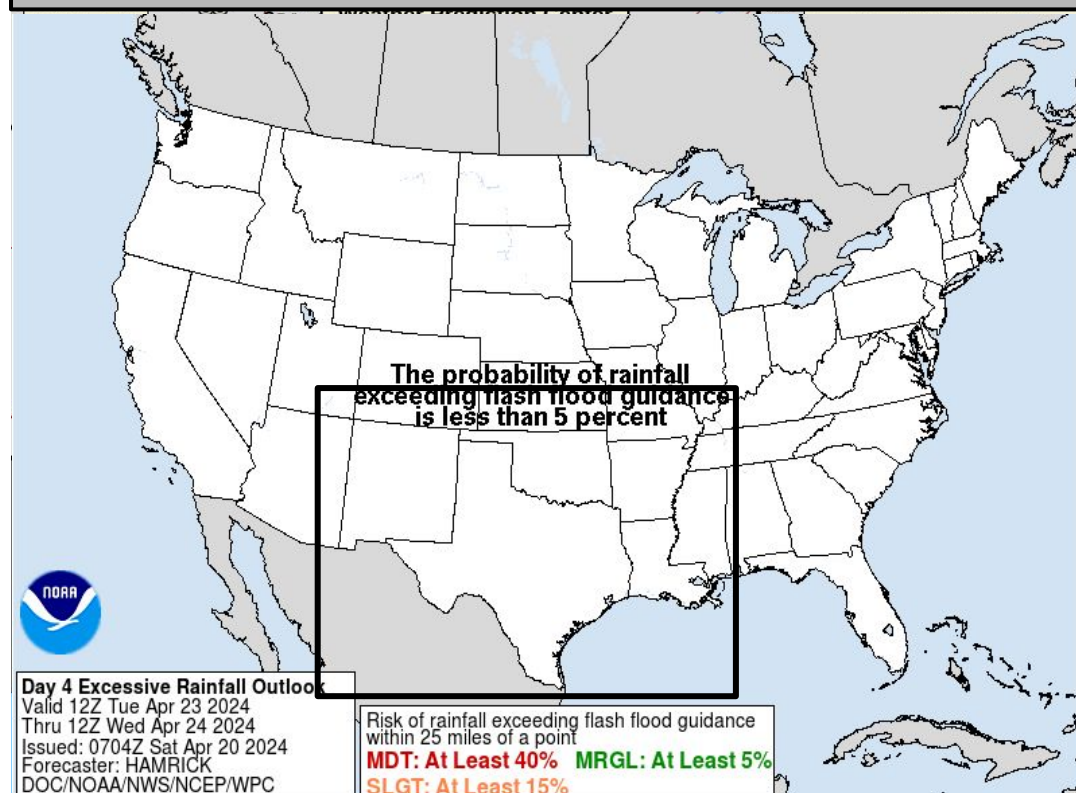 Weather Prediction Center
The probability of rainfall
exceeding flash flood guidance
is less than 5 percent
NOAA
Day 4 Excessive Rainfall Outlook
Valid 12Z Tue Apr 23 2024
Thru 12Z Wed Apr 24 2024
Issued: 0704Z Sat Apr 20 2024
Forecaster: HAMRICK
DOC/NOAA/NWS/NCEP/WPC
Risk of rainfall exceeding flash flood guidance
within 25 miles of a point
MDT: At Least 40% MRGL: At Least 5%
SLGT: At Least 15%